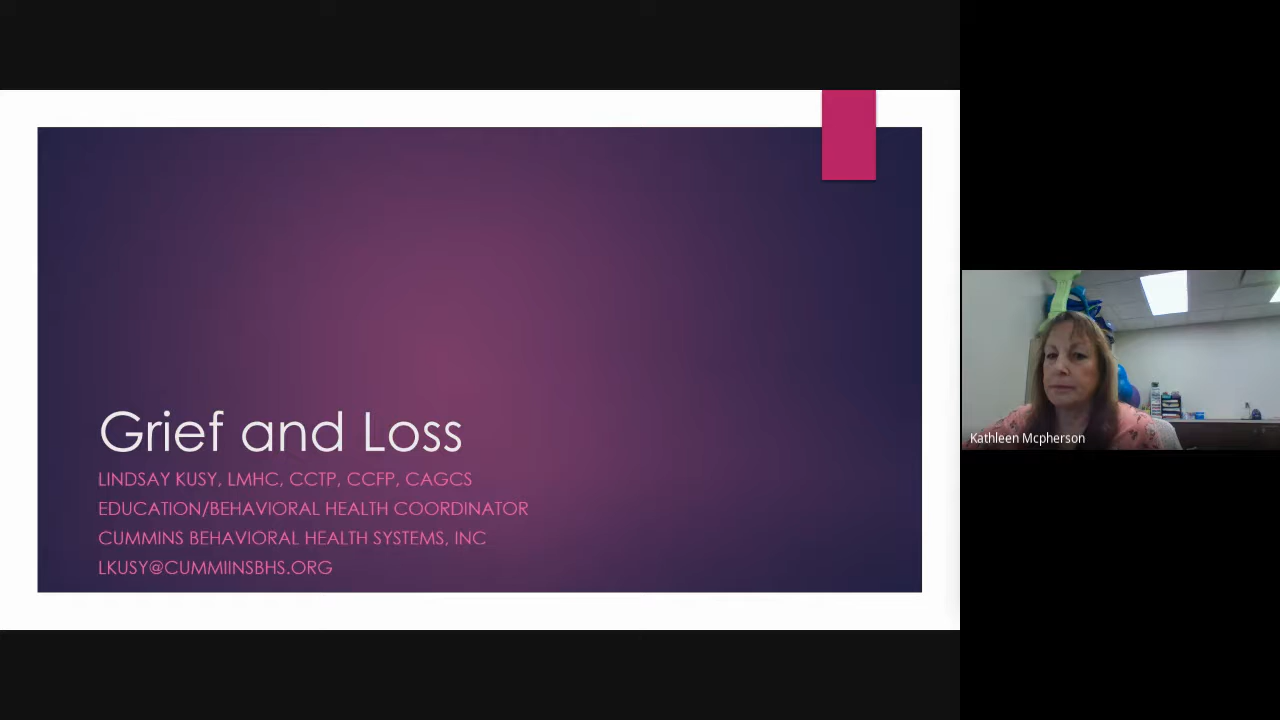 Grief and Loss
LINDSAY KUSY, LMHC, CCTP, CCFP, CAGCS
EDUCATION/BEHAVIORAL HEALTH COORDINATOR
CUMMINS BEHAVIORAL HEALTH SYSTEMS, INC
LKUSY@CUMMIINSBHS.ORG
Kathleen Mcpherson